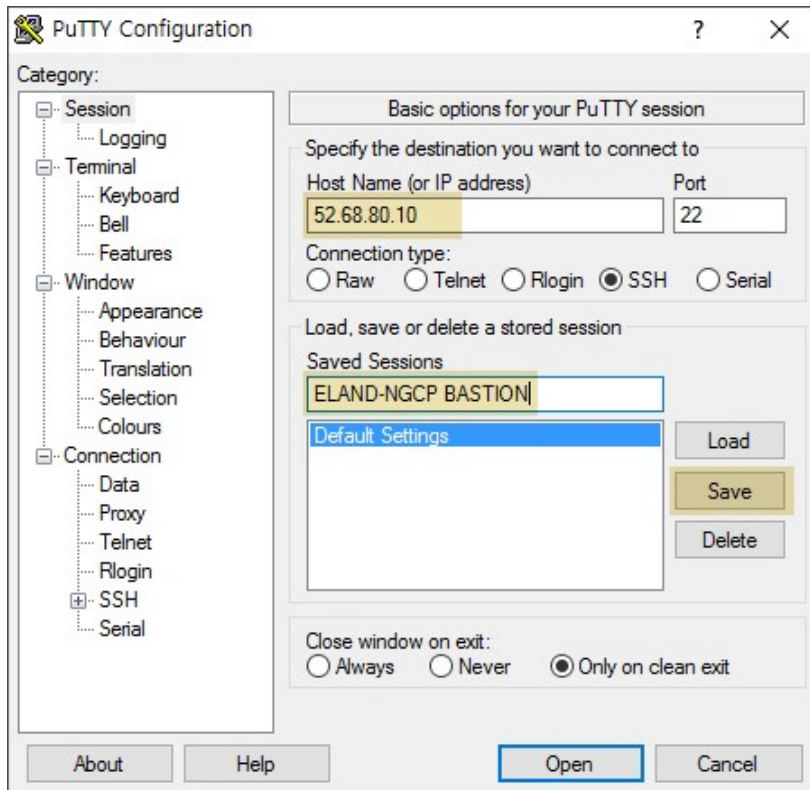 PuTTY Configuration
?
Category:
Session
Logging
Terminal
Keyboard
Bell
Features
Window
Appearance
Behaviour
Translation
Selection
Colours
Connection
Data
Proxy
Telnet
Rlogin
SSH
Serial
Basic options for your PuTTY session
Specify the destination you want to connect to
Host Name (or IP address) Port
52.68.80.10 22
Connection type:
Raw Telnet Rlogin SSH Serial
Load, save or delete a stored session
Saved Sessions
ELAND-NGCP BASTION
Default Settings
Load
Save
Delete
Close window on exit:
Always Never Only on clean exit
About Help Open Cancel